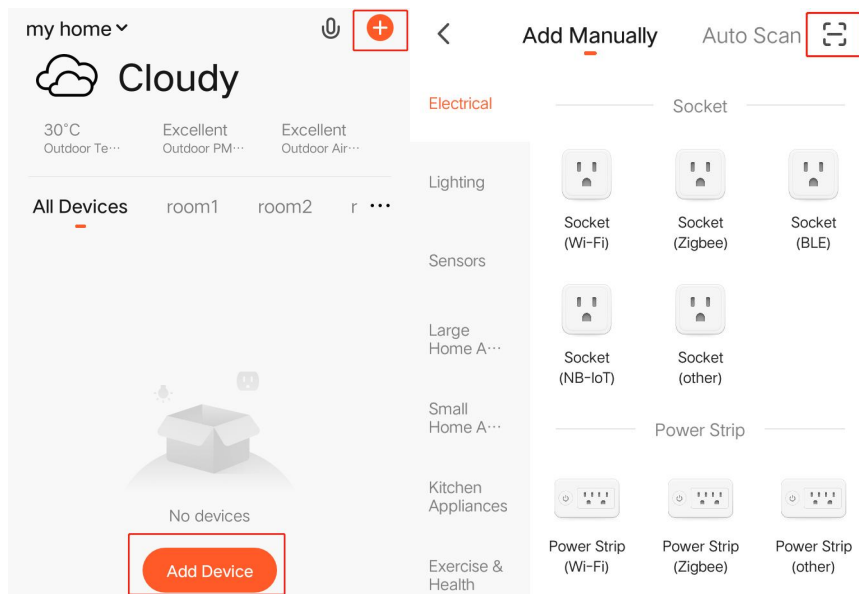 my home
Cloudy
30°C
Excellent
Excellent
Outdoor Te···
Outdoor PM···
Outdoor Air···
All Devices
room1
room2
r ···
No devices
Add Device
Add Manually
Auto Scan
Electrical
Lighting
Sensors
Large
Home A···
Small
Home A···
Kitchen
Appliances
Exercise &
Health
Socket
Socket
(Wi-Fi)
Socket
(Zigbee)
Socket
(BLE)
Socket
(NB-IoT)
Socket
(other)
Power Strip
Power Strip
(Wi-Fi)
Power Strip
(Zigbee)
Power Strip
(other)